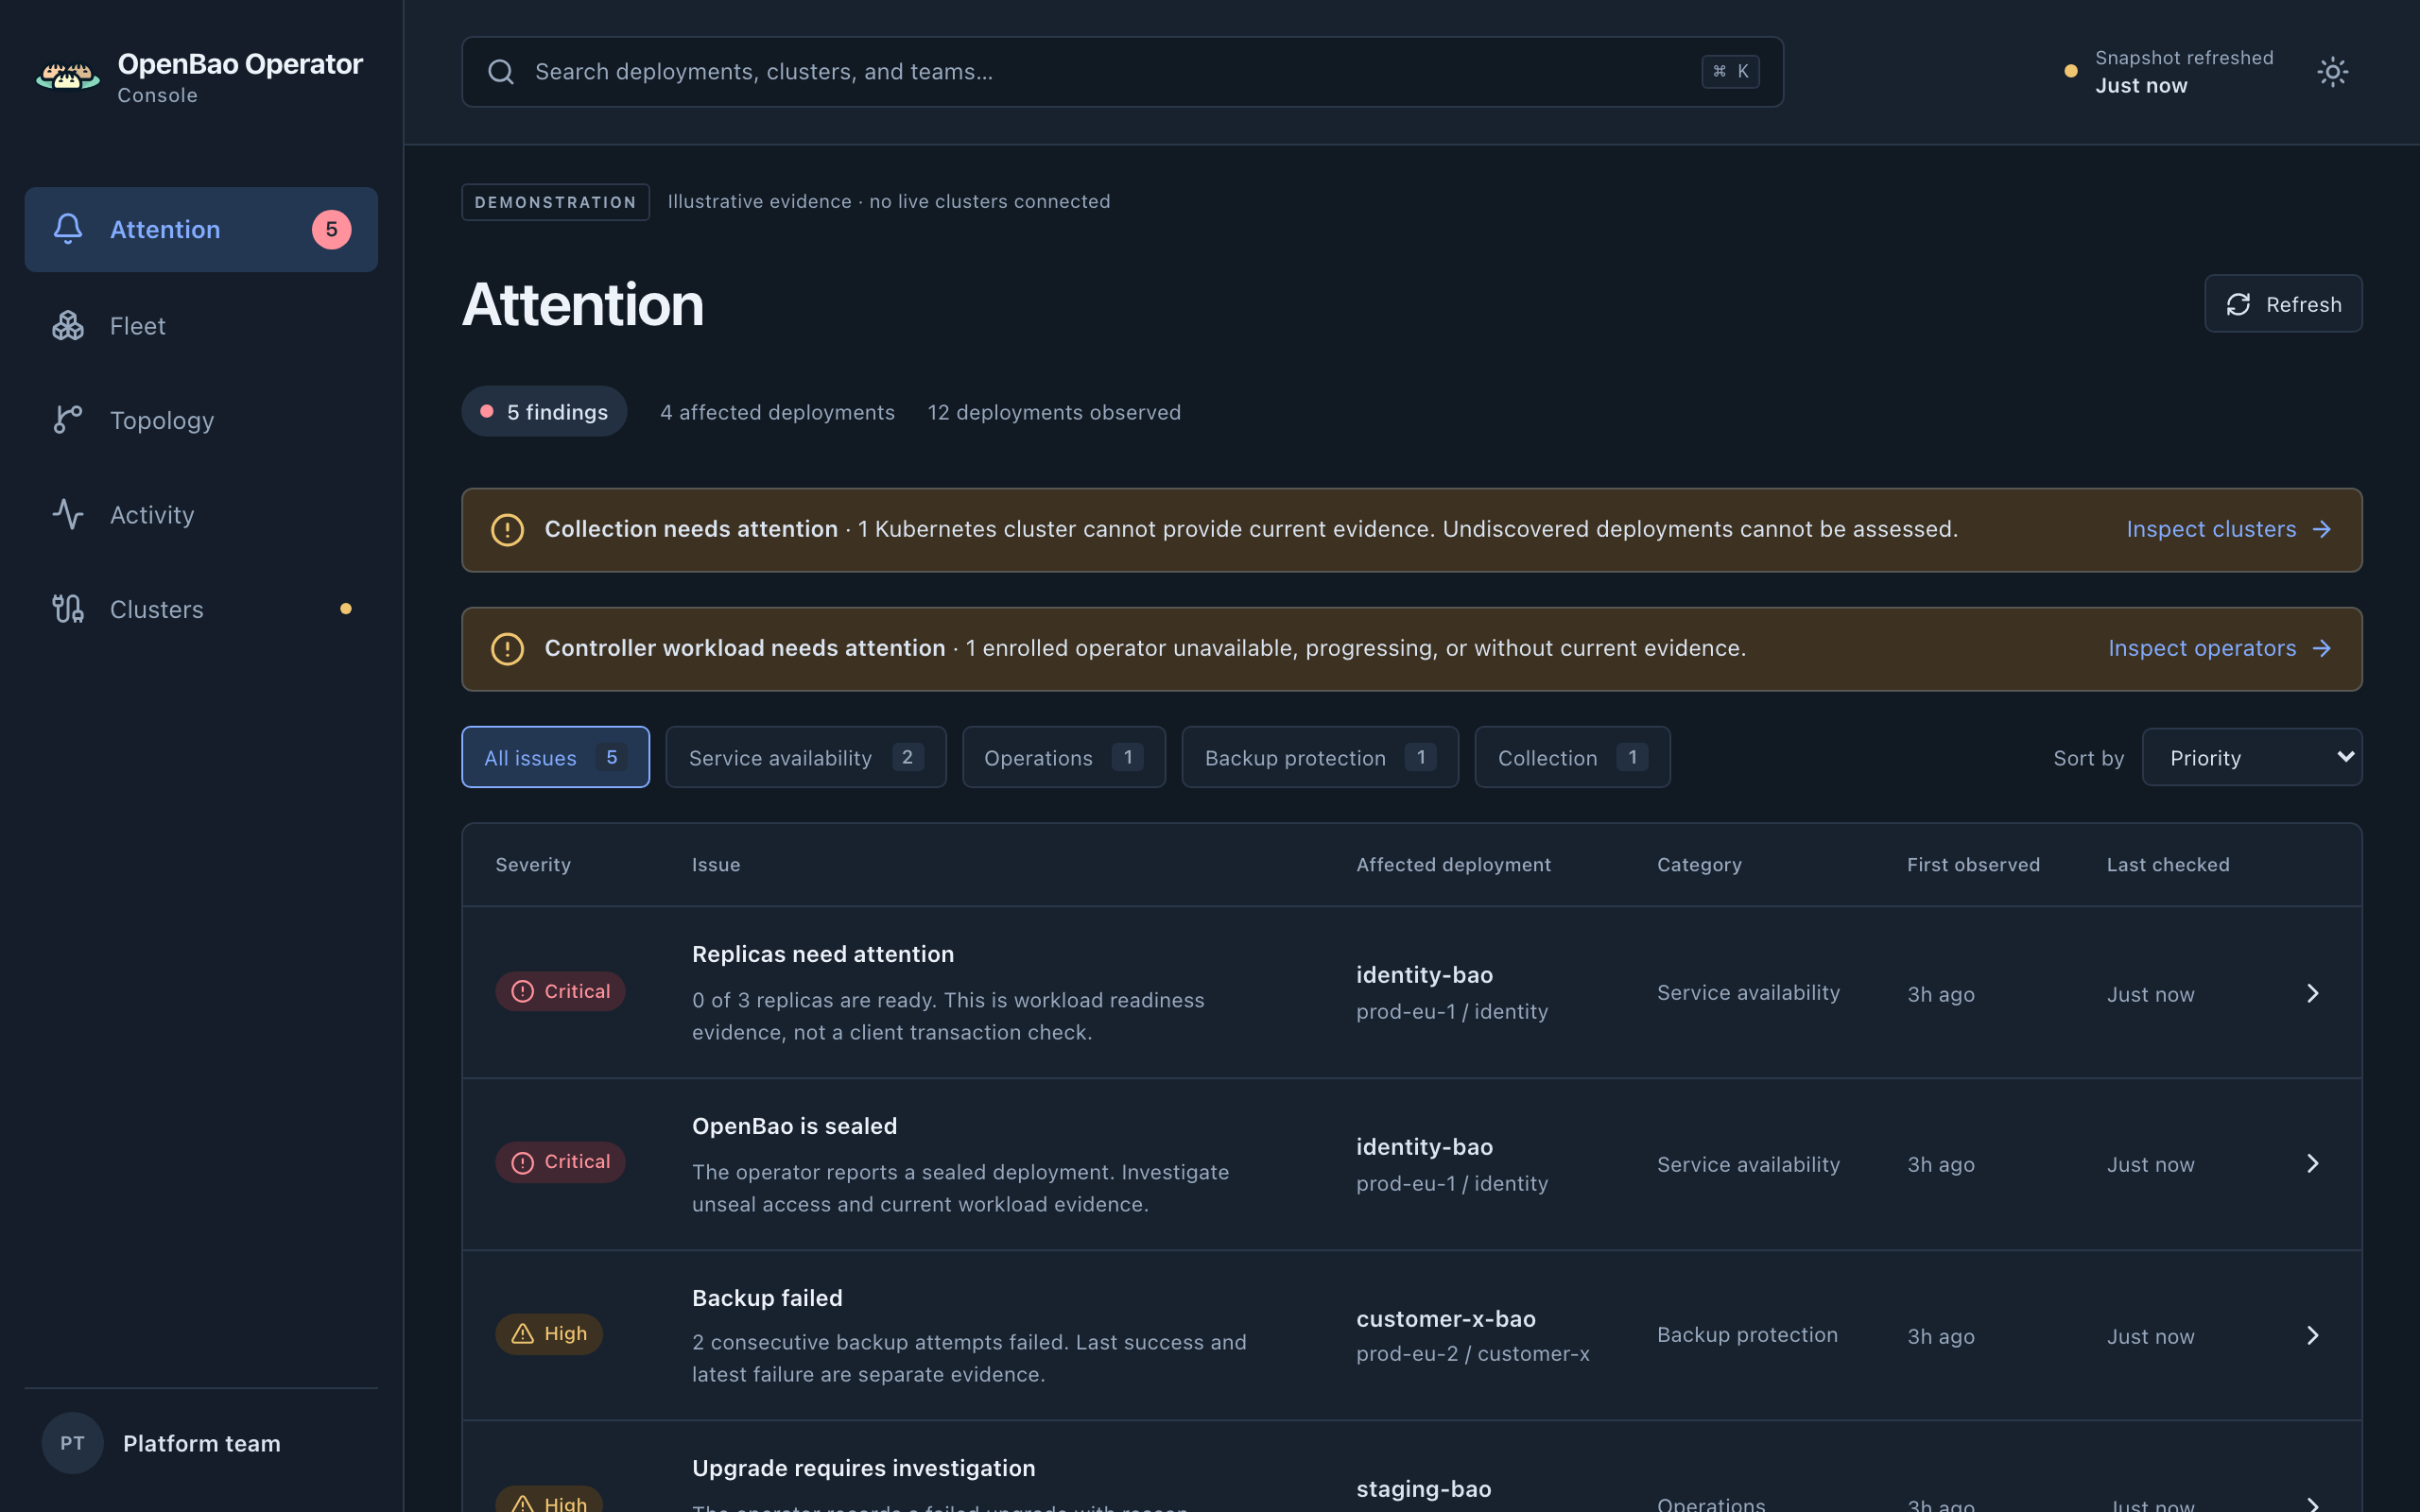 OpenBao Operator
Console
Search deployments, clusters, and teams...
⌘ K
Snapshot refreshed
Just now
Attention
5
Fleet
Topology
Activity
Clusters
PT
Platform team
DEMONSTRATION
Illustrative evidence · no live clusters connected
Attention
Refresh
5 findings
4 affected deployments
12 deployments observed
Collection needs attention · 1 Kubernetes cluster cannot provide current evidence. Undiscovered deployments cannot be assessed.
Inspect clusters →
Controller workload needs attention · 1 enrolled operator unavailable, progressing, or without current evidence.
Inspect operators →
All issues 5
Service availability 2
Operations 1
Backup protection 1
Collection 1
Sort by
Priority
Severity
Issue
Affected deployment
Category
First observed
Last checked
Critical
Replicas need attention
0 of 3 replicas are ready. This is workload readiness
evidence, not a client transaction check.
identity-bao
prod-eu-1 / identity
Service availability
3h ago
Just now
Critical
OpenBao is sealed
The operator reports a sealed deployment. Investigate
unseal access and current workload evidence.
identity-bao
prod-eu-1 / identity
Service availability
3h ago
Just now
High
Backup failed
2 consecutive backup attempts failed. Last success and
latest failure are separate evidence.
customer-x-bao
prod-eu-2 / customer-x
Backup protection
3h ago
Just now
High
Upgrade requires investigation
The operator records a failed upgrade with reason
staging-bao
Operations
3h ago
Just now